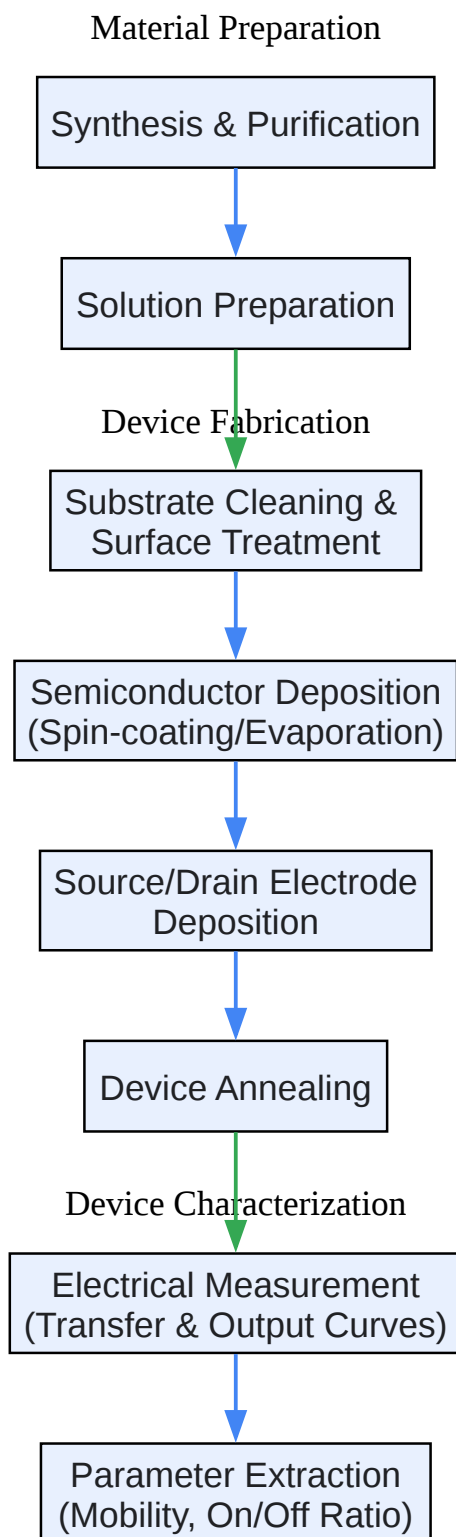 Material Preparation
Synthesis & Purification
Solution Preparation
Device Fabrication
Substrate Cleaning &
Surface Treatment
Semiconductor Deposition
(Spin-coating/Evaporation)
Source/Drain Electrode
Deposition
Device Annealing
Device Characterization
Electrical Measurement
(Transfer & Output Curves)
Parameter Extraction
(Mobility, On/Off Ratio)